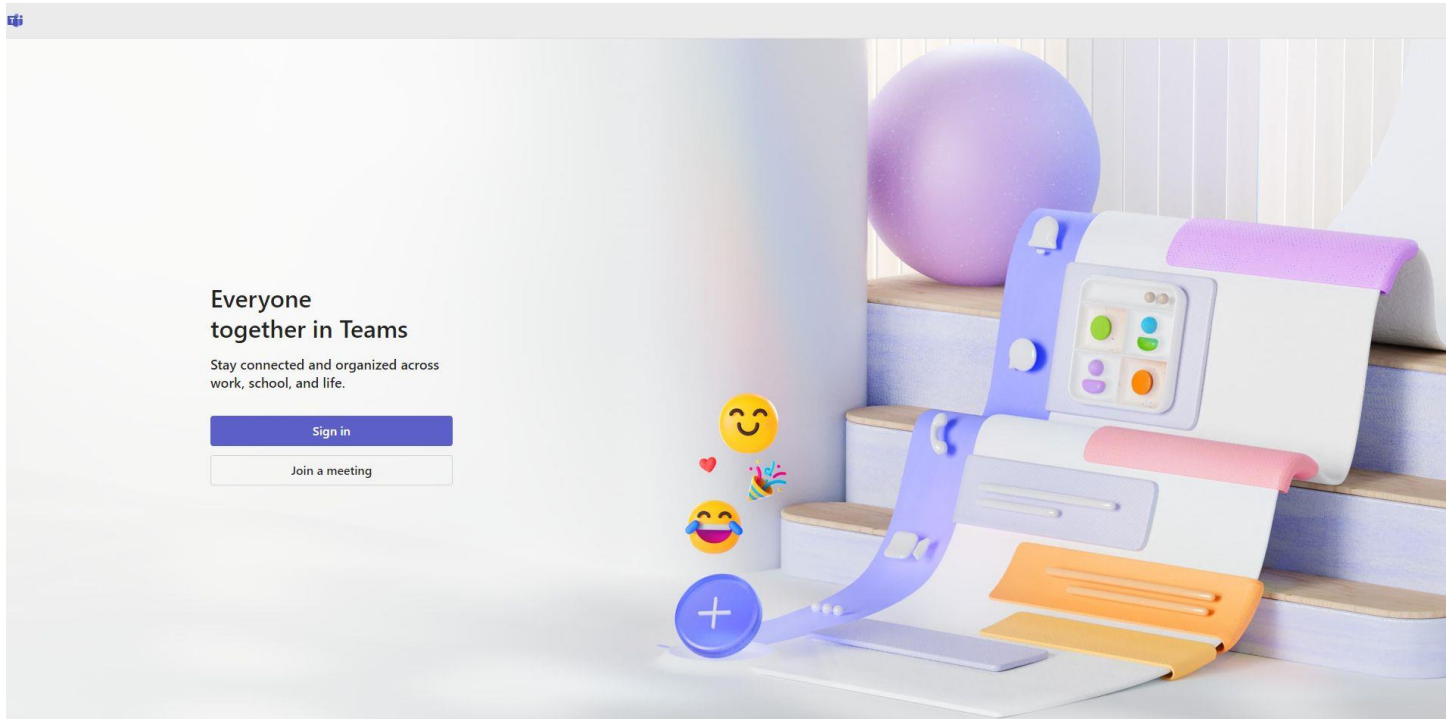 Everyone
together in Teams
Stay connected and organized across
work, school, and life.
Sign in
Join a meeting